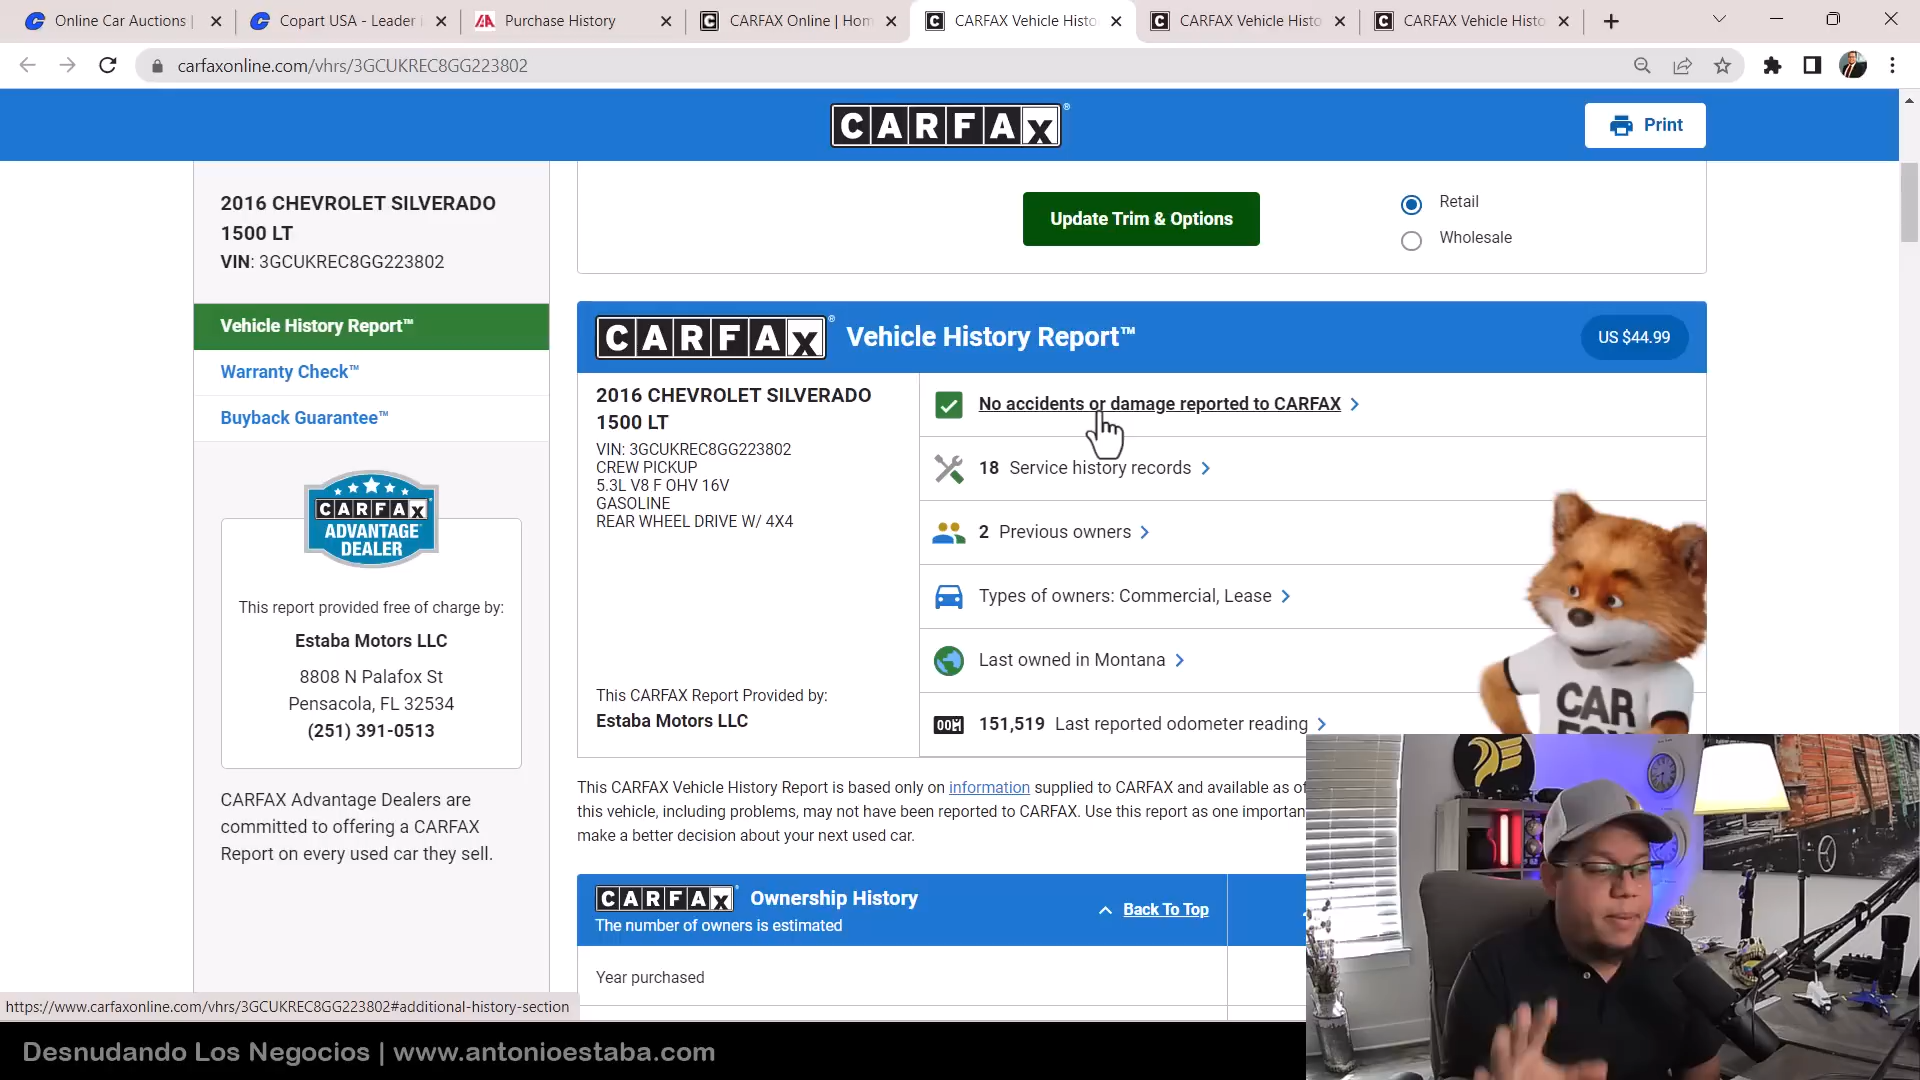 Online Car Auctions |
Copart USA - Leader i
Purchase History
CARFAX Online | Hom
CARFAX Vehicle Histo
CARFAX Vehicle Histo
CARFAX Vehicle Histo
carfaxonline.com/vhrs/3GCUKREC8GG223802
CARFAX®
Print
2016 CHEVROLET SILVERADO
1500 LT
VIN: 3GCUKREC8GG223802
Vehicle History Report™
Warranty Check™
Buyback Guarantee™
CARFAX
ADVANTAGE
DEALER
This report provided free of charge by:
Estaba Motors LLC
8808 N Palafox St
Pensacola, FL 32534
(251) 391-0513
CARFAX Advantage Dealers are
committed to offering a CARFAX
Report on every used car they sell.
Update Trim & Options
Retail
Wholesale
CARFAX® Vehicle History Report™
US $44.99
2016 CHEVROLET SILVERADO
1500 LT
VIN: 3GCUKREC8GG223802
CREW PICKUP
5.3L V8 F OHV 16V
GASOLINE
REAR WHEEL DRIVE W/ 4X4
This CARFAX Report Provided by:
Estaba Motors LLC
No accidents or damage reported to CARFAX
18 Service history records
2 Previous owners
Types of owners: Commercial, Lease
Last owned in Montana
151,519 Last reported odometer reading
CAR
FOX
This CARFAX Vehicle History Report is based only on information supplied to CARFAX and available as of
this vehicle, including problems, may not have been reported to CARFAX. Use this report as one importan
make a better decision about your next used car.
CARFAX® Ownership History
The number of owners is estimated
Back To Top
Year purchased
https://www.carfaxonline.com/vhrs/3GCUKREC8GG223802#additional-history-section
Desnudando Los Negocios | www.antonioestaba.com